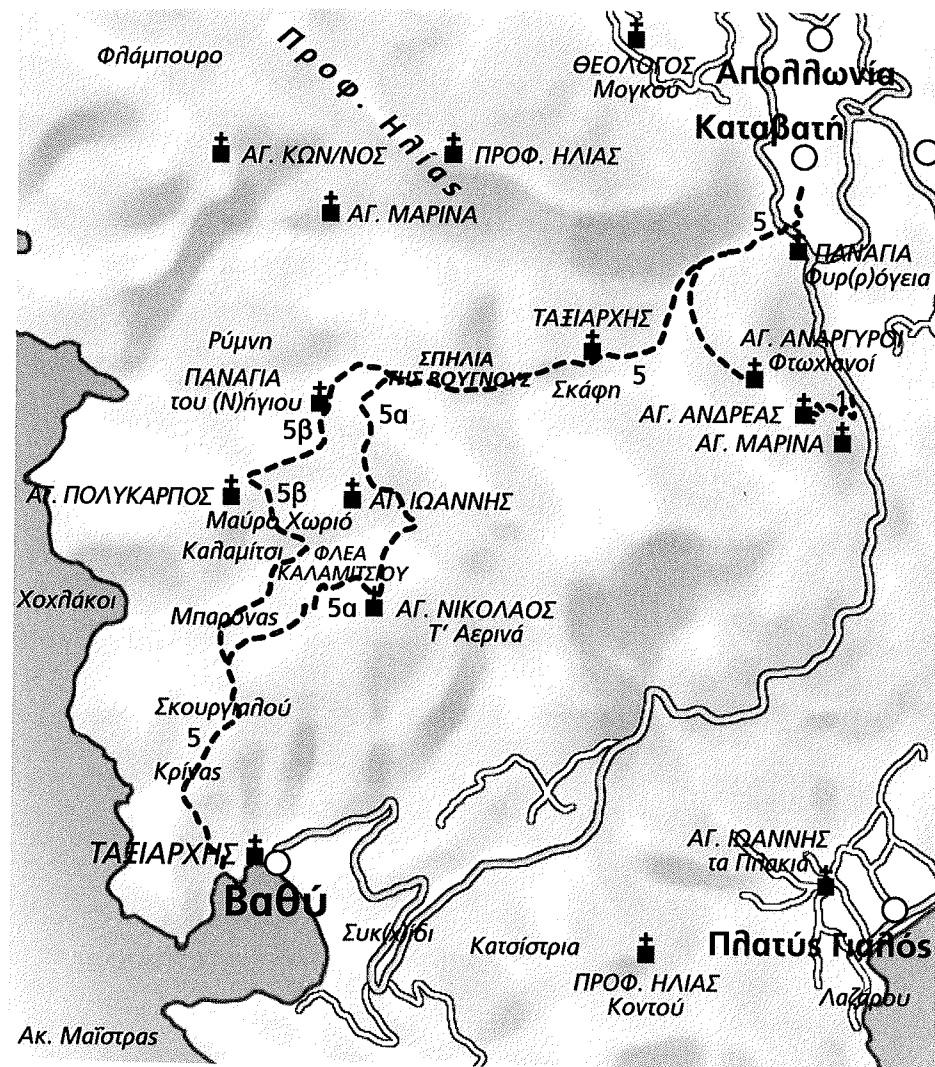 Φλάμπουρο
Προφ. Ηλίας
ΘΕΟΛΟΓΟΣ
Μογκού
Απολλωνία
Καταβατή
ΑΓ. ΚΩΝ/ΝΟΣ
ΠΡΟΦ. ΗΛΙΑΣ
ΑΓ. ΜΑΡΙΝΑ
5
ΠΑΝΑΓΙΑ
Φυρ(ρ)όγεια
ΤΑΞΙΑΡΧΗΣ
Ρύμνη
ΣΠΗΛΙΑ
ΤΗΣ ΒΟΥΓΝΟΥΣ
ΑΓ. ΑΝΑΡΓΥΡΟΙ
Φτωχιανοί
ΠΑΝΑΓΙΑ
του (Ν)ήγιου
5
Σκάφη
5α
1
ΑΓ. ΑΝΔΡΕΑΣ
5β
ΑΓ. ΜΑΡΙΝΑ
ΑΓ. ΠΟΛΥΚΑΡΠΟΣ
5β
ΑΓ. ΙΩΑΝΝΗΣ
Μαύρο Χωριό
Καλαμίτσι
ΦΛΕΑ
ΚΑΛΑΜΙΤΣΙΟΥ
Χοχλάκοι
Μπαρόνας
5α
ΑΓ. ΝΙΚΟΛΑΟΣ
Τ' Αερινά
Σκουργιαλού
5
Κρίνας
ΤΑΞΙΑΡΧΗΣ
ΑΓ. ΙΩΑΝΝΗΣ
τα Πλακιά
Βαθύ
Συκ(χ)ίδι
Κατσίστρια
Πλατύς Γιαλός
ΠΡΟΦ. ΗΛΙΑΣ
Κοντού
Λαζάρου
Ακ. Μαΐστρας